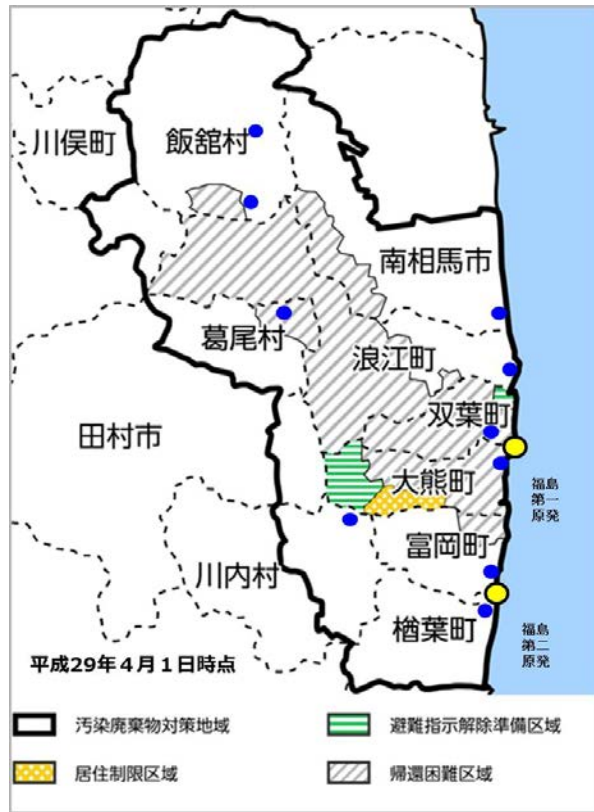 川俣町
飯舘村
南相馬市
葛尾村
浪江町
双葉町
田村市
大熊町
福島
第一
原発
富岡町
川内村
楢葉町
福島
第二
原発
平成29年4月1日時点
汚染廃棄物対策地域
避難指示解除準備区域
居住制限区域
帰還困難区域